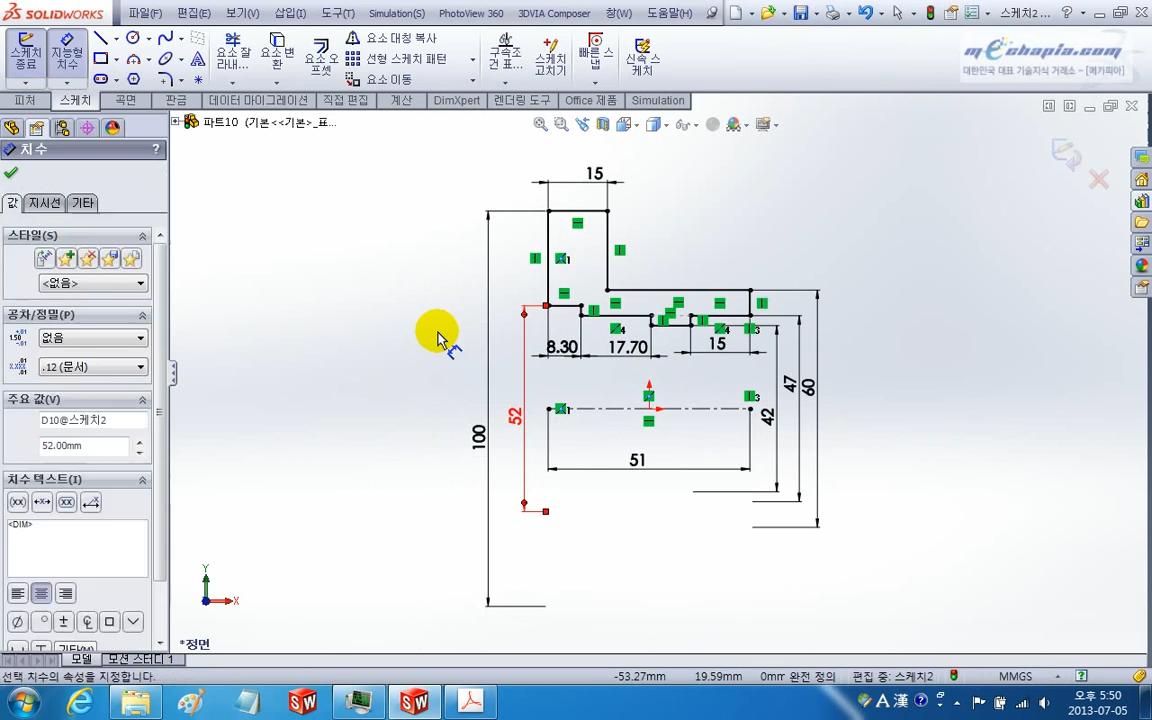 SOLIDWORKS 파일(F) 편집(E) 보기(V) 삽입(I) 도구(T) Simulation(S) PhotoView 360 3DVIA Composer 창(W) 도움말(H) 스케치2 ...
스케치 종료 지능형 치수 요소 잘라내... 요소 변환 요소 오프셋 요소 대칭 복사 선형 스케치 패턴 요소 이동 구속조건 표... 스케치 고치기 빠른 스냅 신속 스케치
mechapia.com
대한민국 대표 기술지식 거래소 - [메카피아]
피처 스케치 곡면 판금 데이터 마이그레이션 직접 편집 계산 DimXpert 렌더링 도구 Office 제품 Simulation
파트10 (기본<<기본>_표...
치수 ?
값 지시선 기타
스타일(S)
<없음>
공차/정밀(P)
없음
.12 (문서)
주요 값(V)
D10@스케치2
52.00mm
치수 텍스트(I)
<DIM>
기타(M)
15
8.30 17.70 15
52
100
51
42
47
60
Y
X
*정면
모델 모션 스터디 1
선택 치수의 속성을 지정합니다. -53.27mm 19.59mm 0mm 완전 정의 편집 중: 스케치2 MMGS
A 漢
오후 5:50
2013-07-05